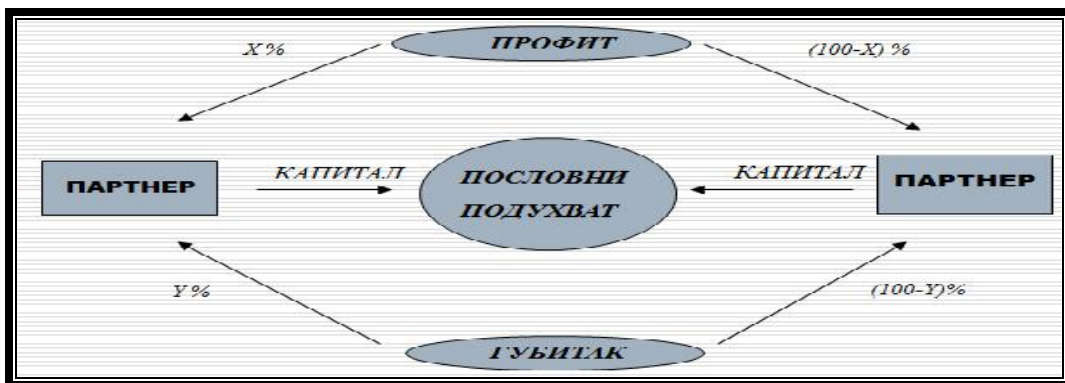 ПРОФИТ
X %
(100-X) %
ПАРТНЕР
КАПИТАЛ
ПОСЛОВНИ
ПОДУХВАТ
КАПИТАЛ
ПАРТНЕР
Y %
(100-Y)%
ГУБИТАК